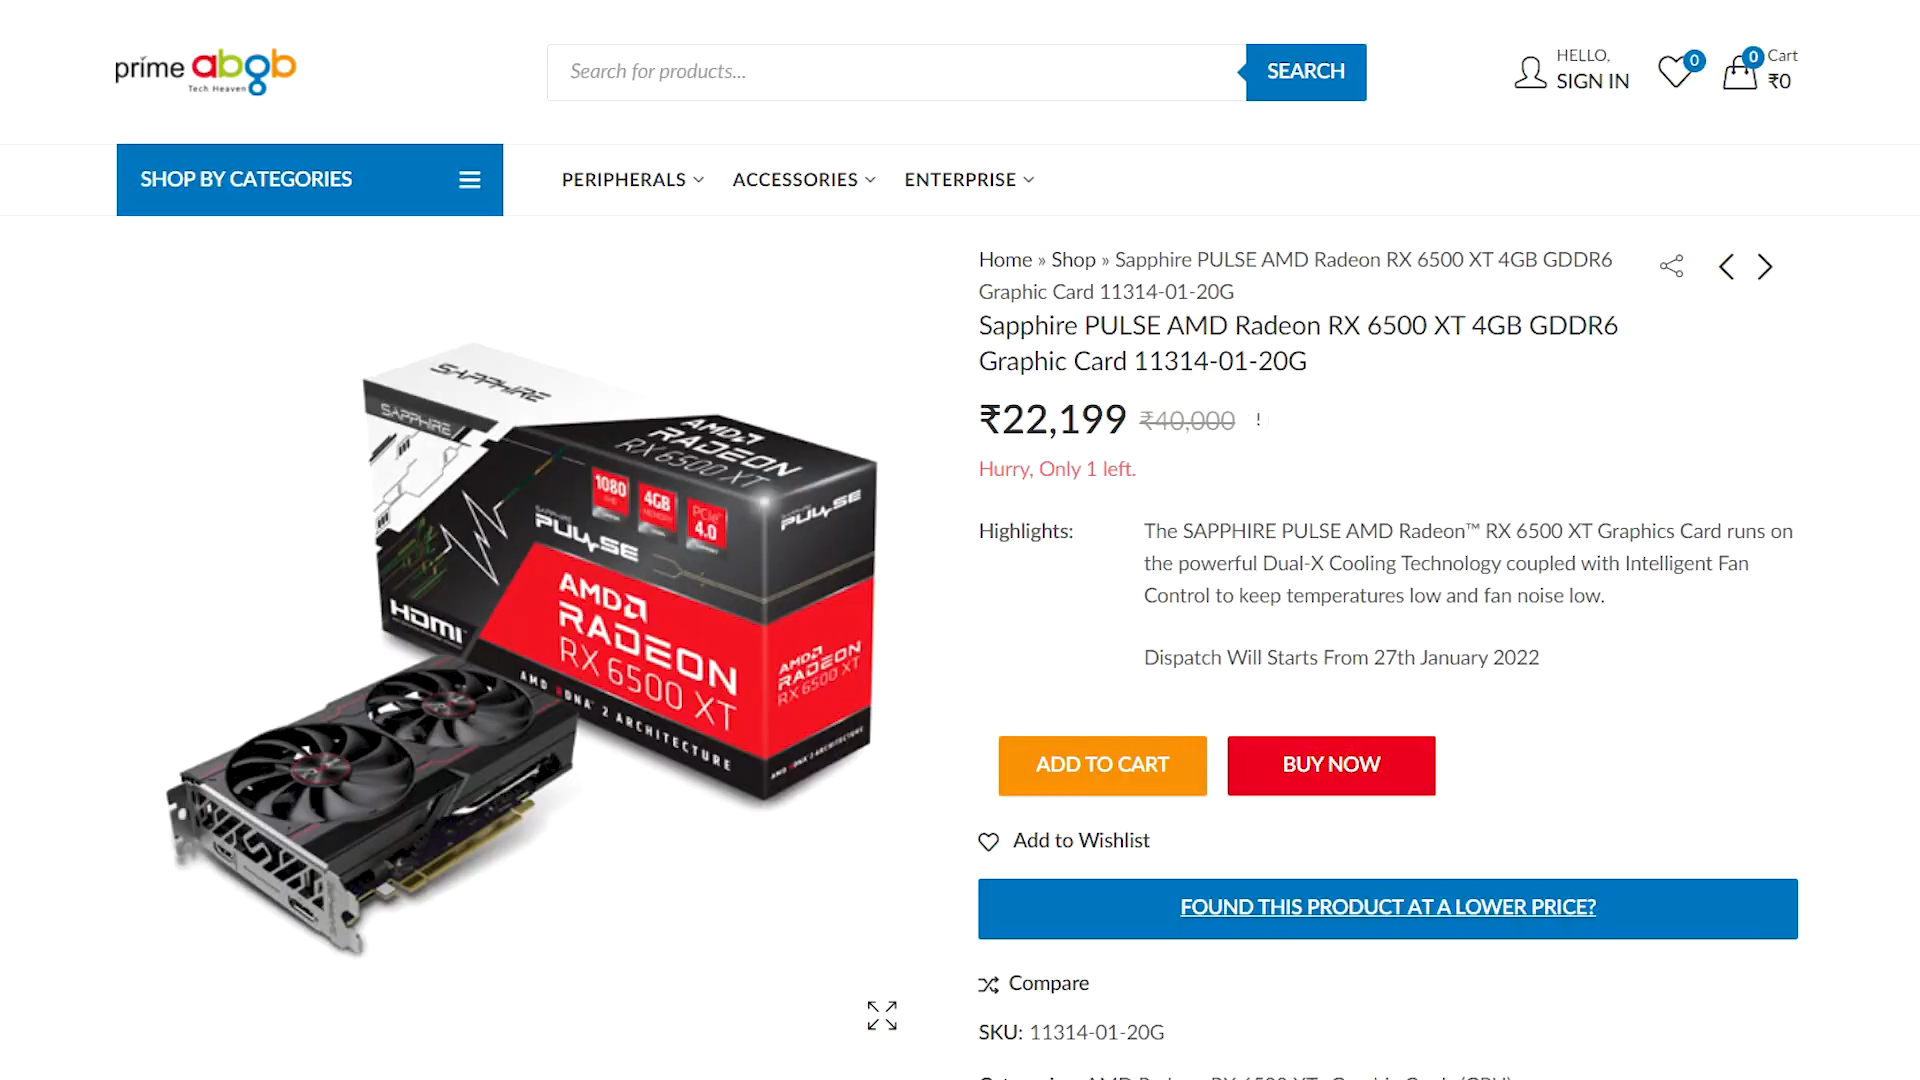 prime abgb
Tech Heaven
Search for products...
SEARCH
HELLO,
SIGN IN
0
0
Cart
₹0
SHOP BY CATEGORIES
PERIPHERALS
ACCESSORIES
ENTERPRISE
Home » Shop » Sapphire PULSE AMD Radeon RX 6500 XT 4GB GDDR6
Graphic Card 11314-01-20G
Sapphire PULSE AMD Radeon RX 6500 XT 4GB GDDR6
Graphic Card 11314-01-20G
₹22,199 ₹40,000 !
Hurry, Only 1 left.
Highlights:
The SAPPHIRE PULSE AMD Radeon™ RX 6500 XT Graphics Card runs on
the powerful Dual-X Cooling Technology coupled with Intelligent Fan
Control to keep temperatures low and fan noise low.
Dispatch Will Starts From 27th January 2022
ADD TO CART
BUY NOW
Add to Wishlist
FOUND THIS PRODUCT AT A LOWER PRICE?
Compare
SKU: 11314-01-20G
SAPPHIRE
SAPPHIRE
AMD
RADEON
RX 6500 XT
1080
4GB
PCIe
4.0
PULSE
PULSE
HDMI
AMD
RADEON
RX 6500 XT
AMD RDNA 2 ARCHITECTURE
AMD
RADEON
RX 6500 XT
AMD RDNA 2 ARCHITECTURE